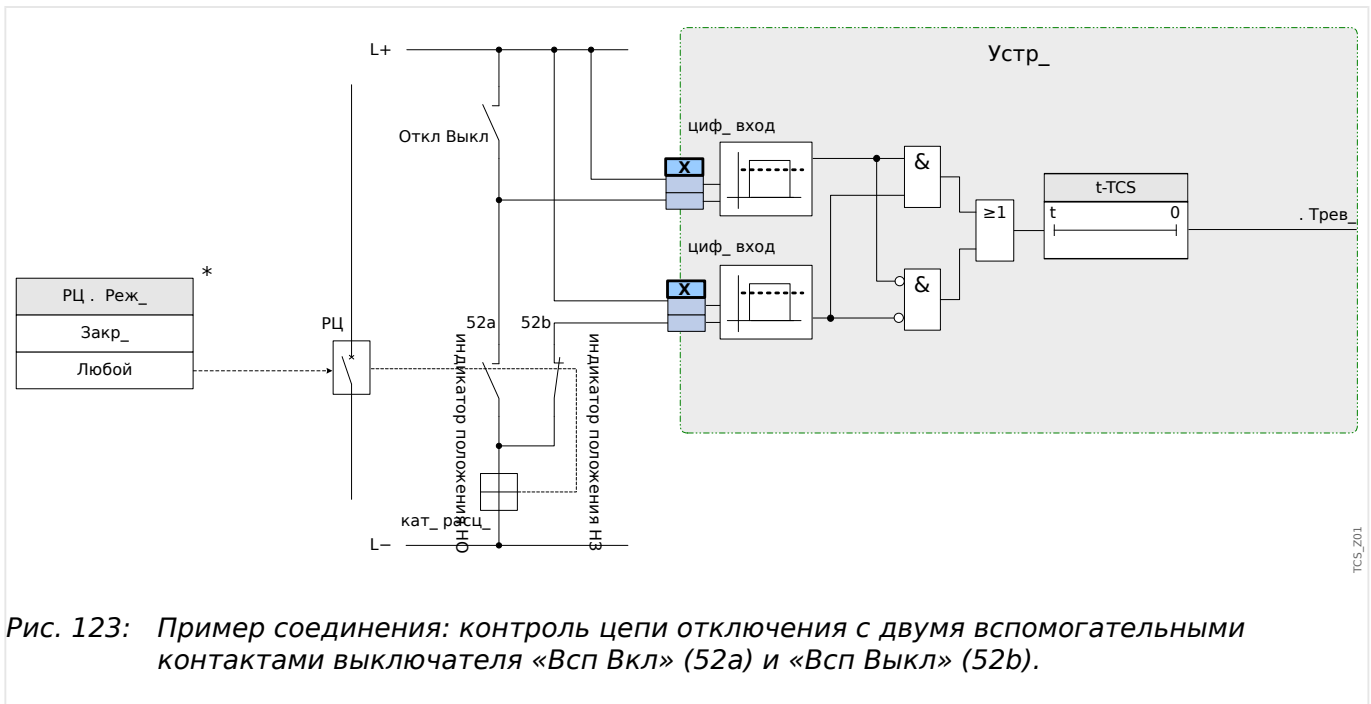 L+
Устр_
Откл Выкл
циф_ вход
X
&
t-TCS
≥1
t 0
. Трев_
циф_ вход
X
&
*
РЦ . Реж_
Закр_
Любой
РЦ
52a 52b
индикатор положения НО
индикатор положения НЗ
кат_ расц_
L−
TCS_Z01
Рис. 123: Пример соединения: контроль цепи отключения с двумя вспомогательными
контактами выключателя «Всп Вкл» (52a) и «Всп Выкл» (52b).